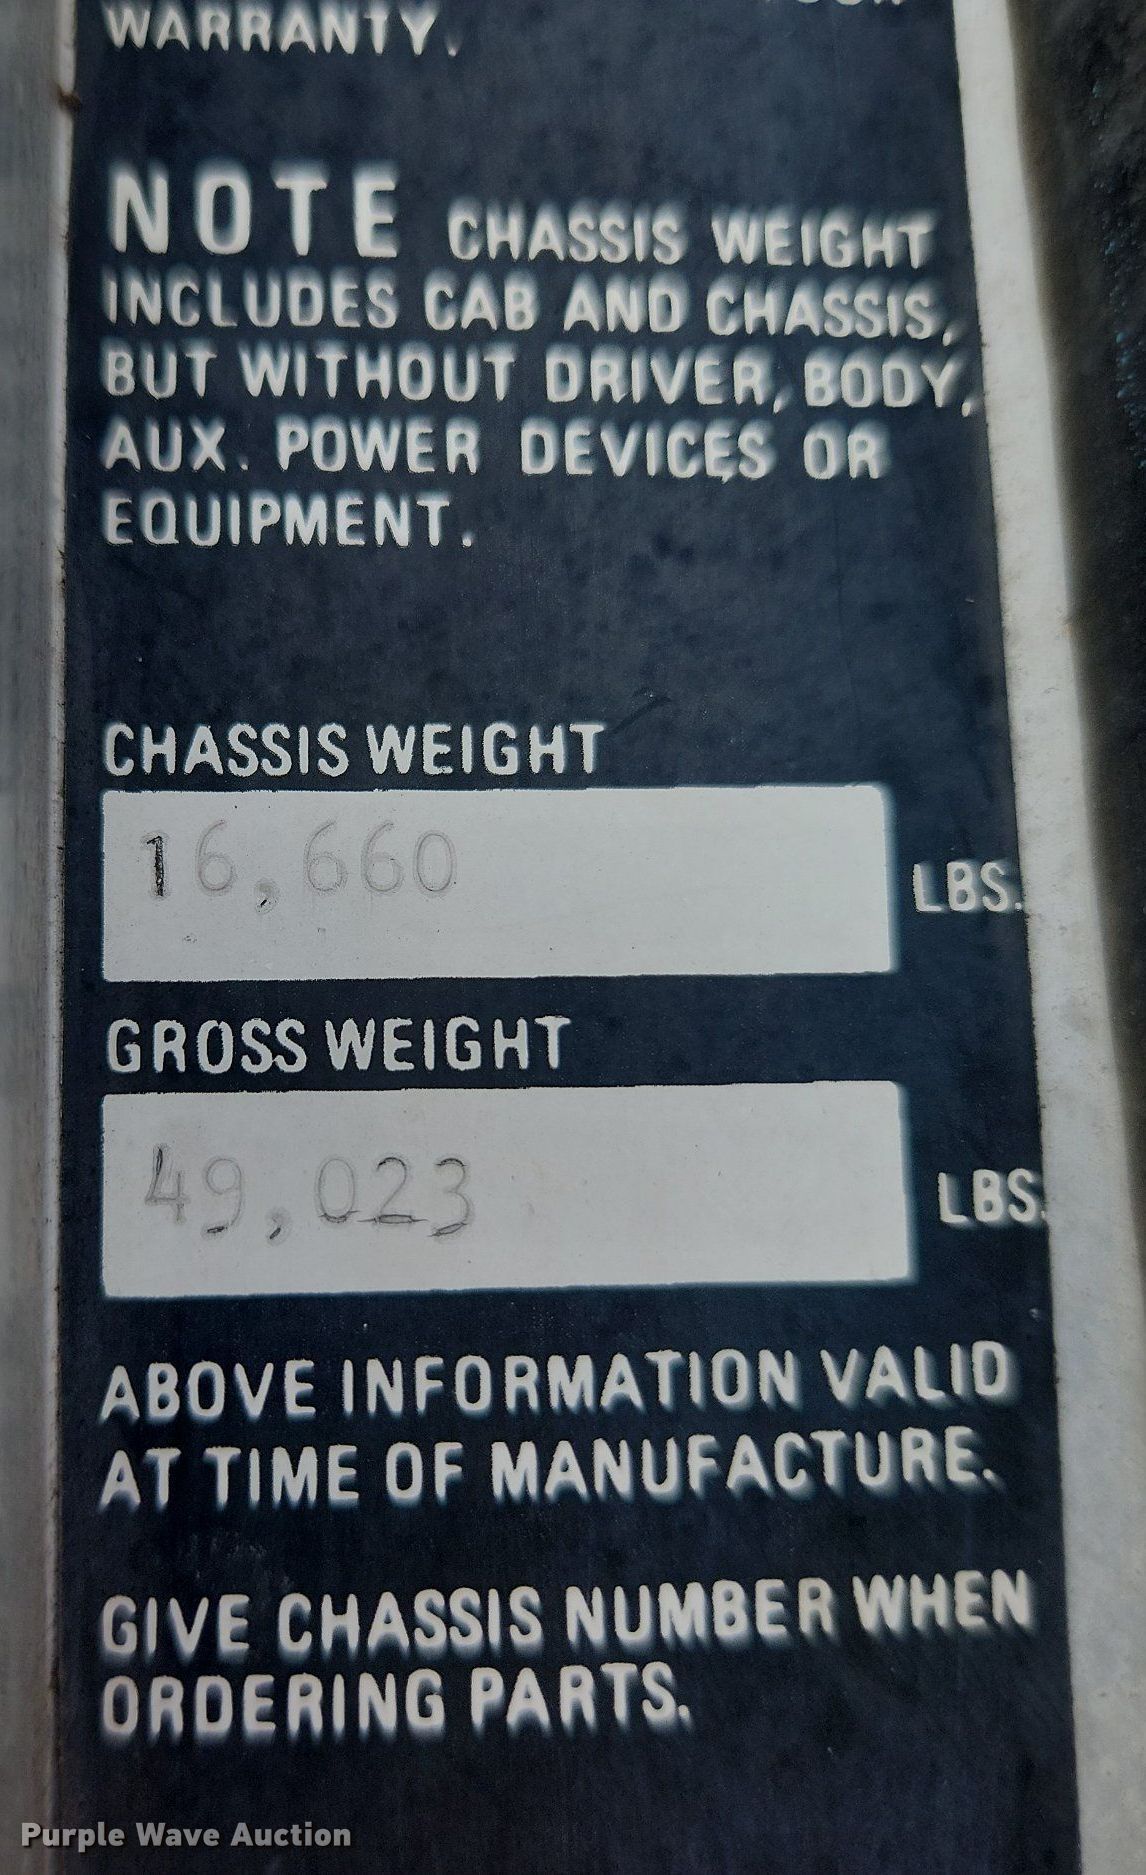 WARRANTY.
NOTE CHASSIS WEIGHT
INCLUDES CAB AND CHASSIS,
BUT WITHOUT DRIVER, BODY,
AUX. POWER DEVICES OR
EQUIPMENT.
CHASSIS WEIGHT
16,660 LBS.
GROSS WEIGHT
49,023 LBS.
ABOVE INFORMATION VALID
AT TIME OF MANUFACTURE.
GIVE CHASSIS NUMBER WHEN
ORDERING PARTS.
Purple Wave Auction